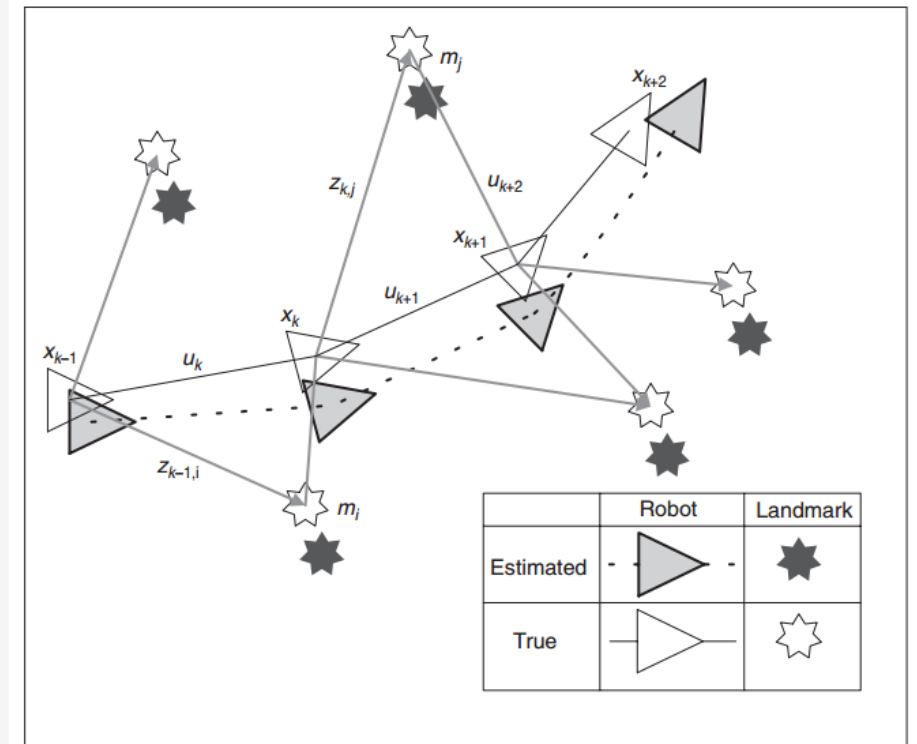 m_j
x_{k+2}
z_{k,j}
u_{k+2}
x_{k+1}
u_{k+1}
x_k
x_{k–1}
u_k
z_{k–1,i}
m_i
Robot Landmark
Estimated
True